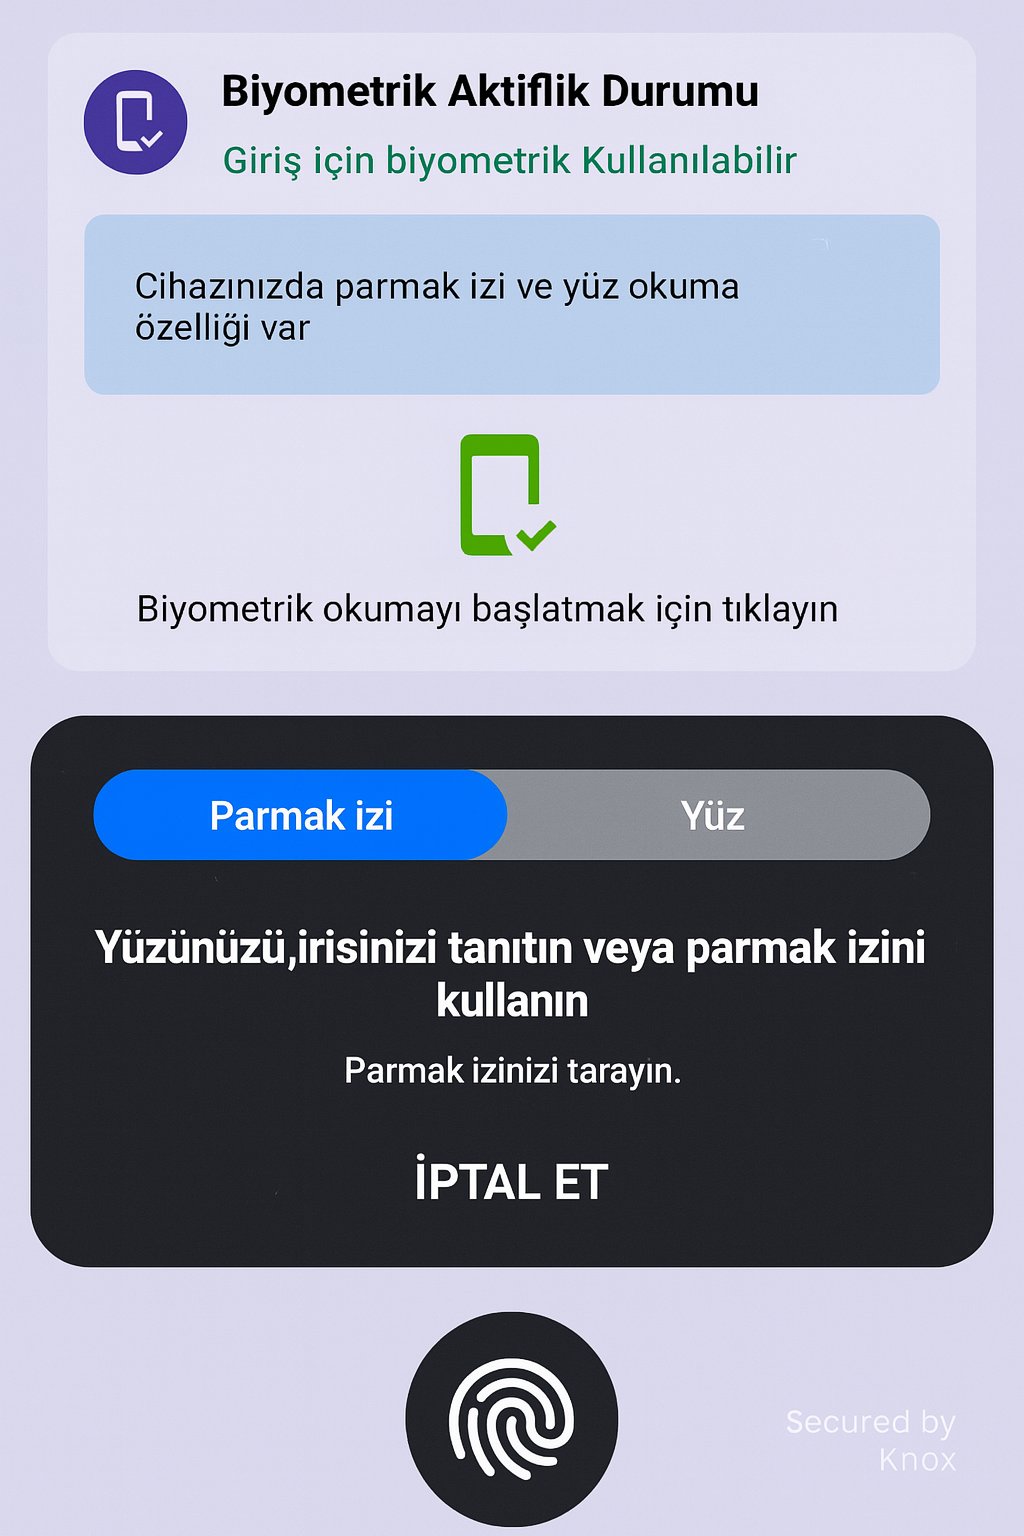 Biyometrik Aktiflik Durumu
Giriş için biyometrik Kullanılabilir
Cihazınızda parmak izi ve yüz okuma
özelliği var
Biyometrik okumayı başlatmak için tıklayın
Parmak izi
Yüz
Yüzünüzü,irisinizi tanıtın veya parmak izini
kullanın
Parmak izinizi tarayın.
İPTAL ET
Secured by
Knox